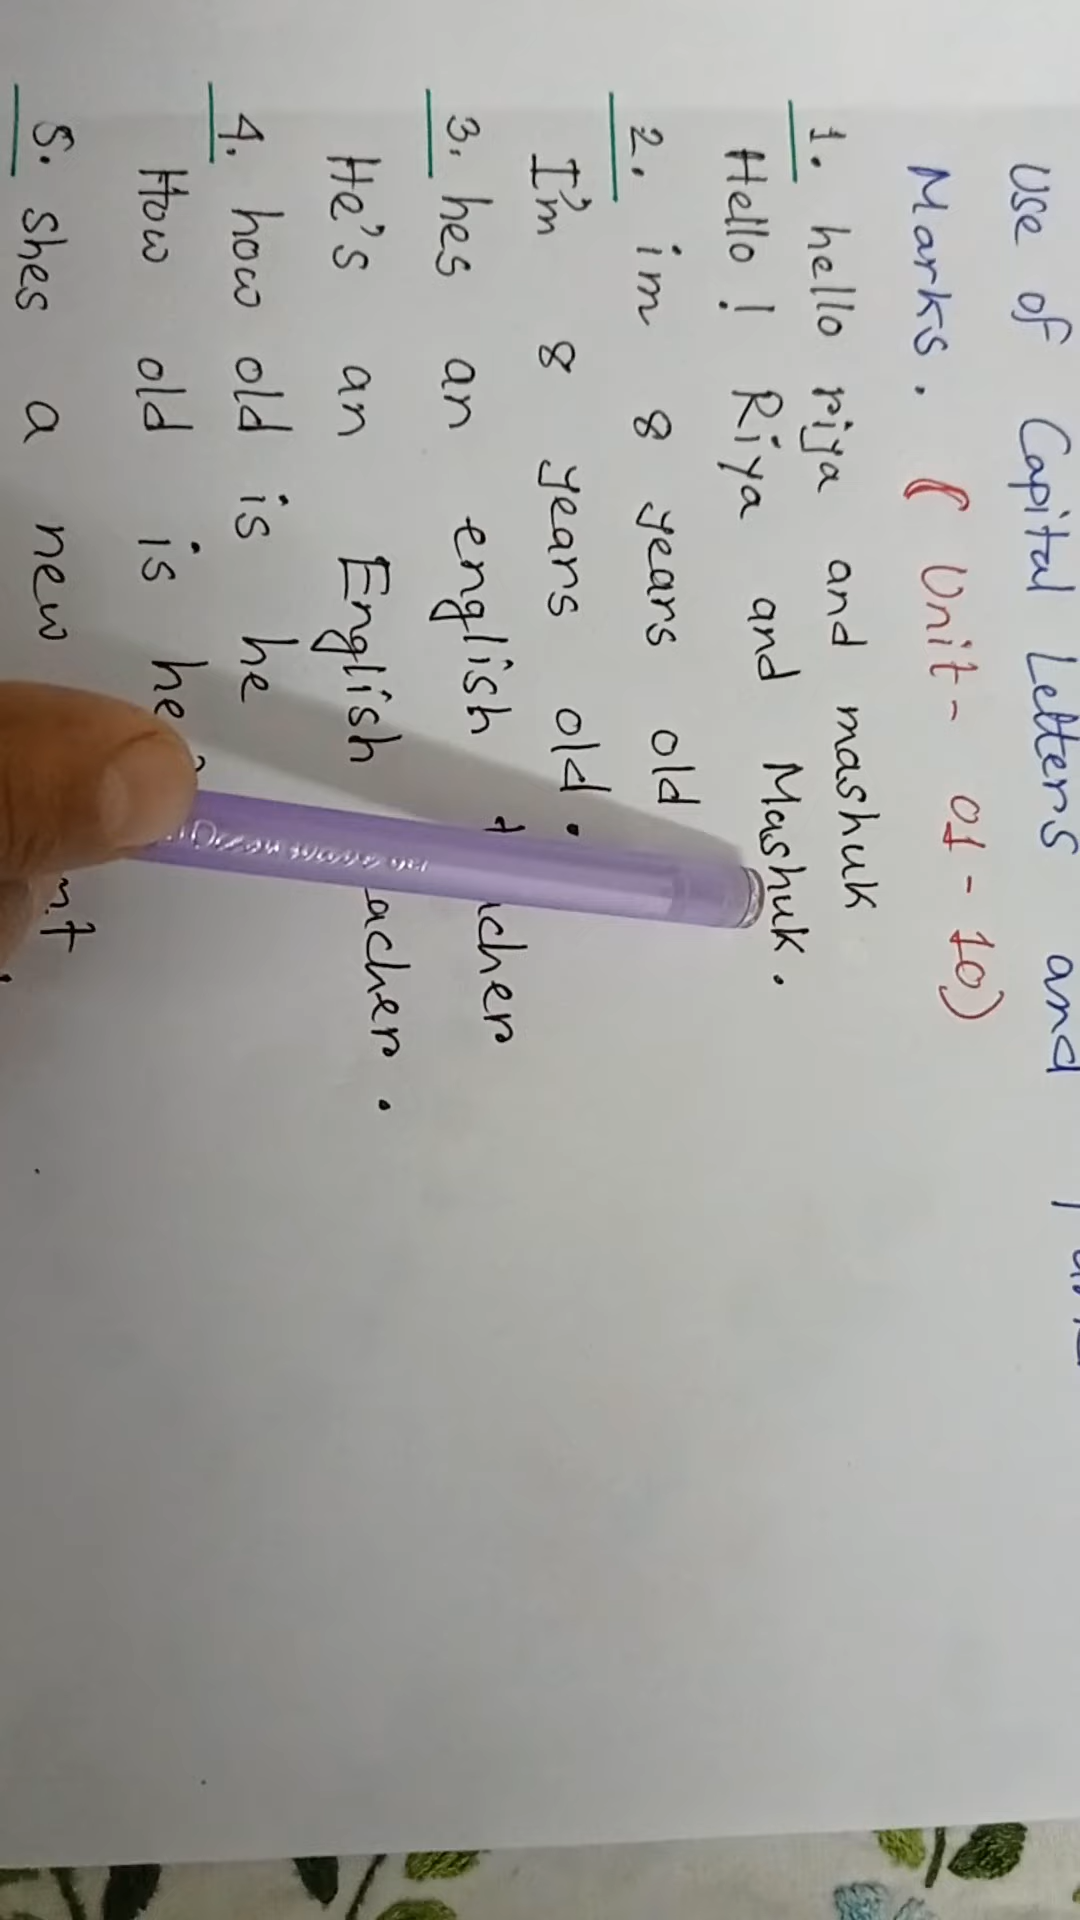 Use of Capital Letters and
Marks. ( Unit- 01-10)
1. hello riya and mashuk
Hello! Riya and Mashuk.
2. im 8 years old
I'm 8 years old.
3. hes an english
He's an English
4. how old is he
How old is he
5. shes a new